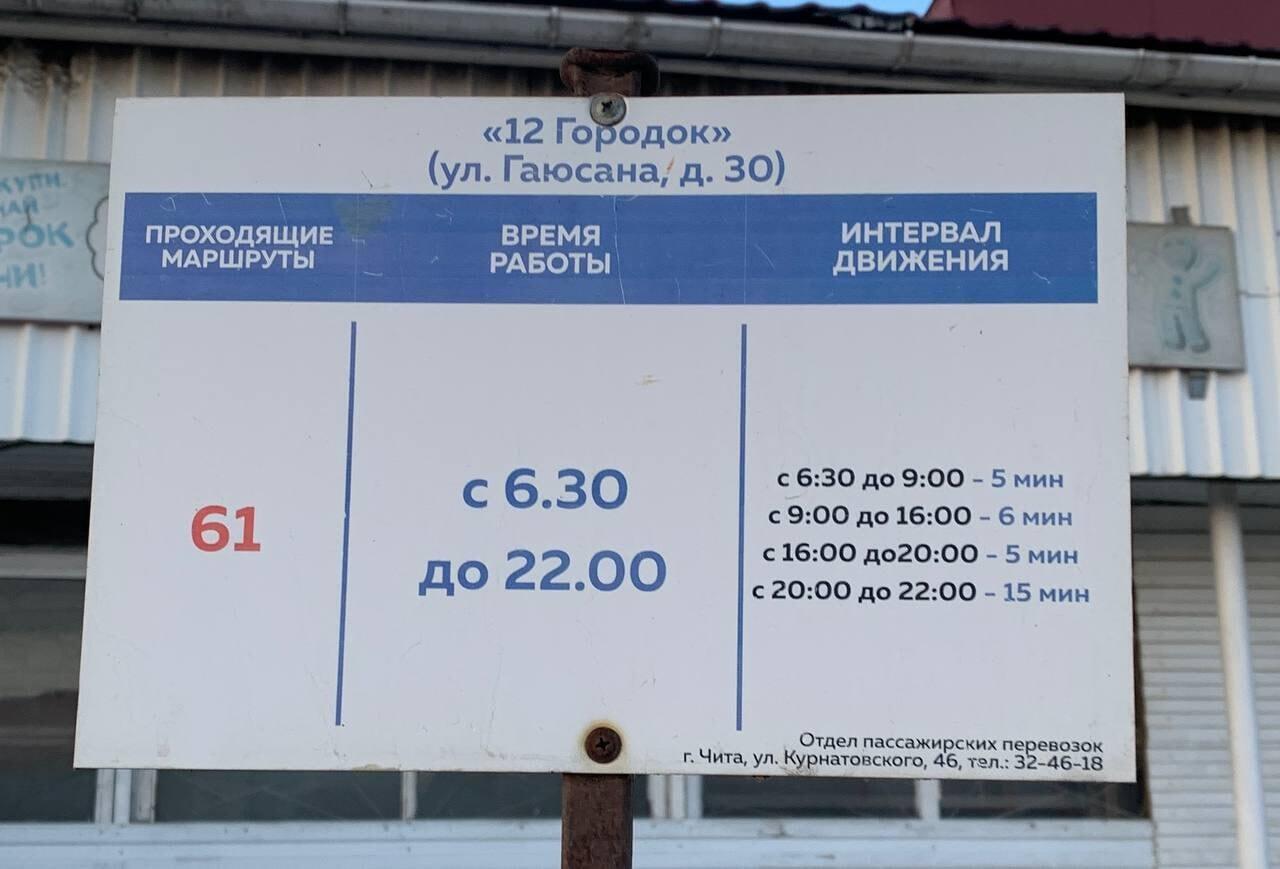 «12 Городок»
(ул. Гаюсана, д. 30)
ПРОХОДЯЩИЕ
МАРШРУТЫ
ВРЕМЯ
РАБОТЫ
ИНТЕРВАЛ
ДВИЖЕНИЯ
61
с 6.30
до 22.00
с 6:30 до 9:00 - 5 мин
с 9:00 до 16:00 - 6 мин
с 16:00 до20:00 - 5 мин
с 20:00 до 22:00 - 15 мин
Отдел пассажирских перевозок
г. Чита, ул. Курнатовского, 46, тел.: 32-46-18